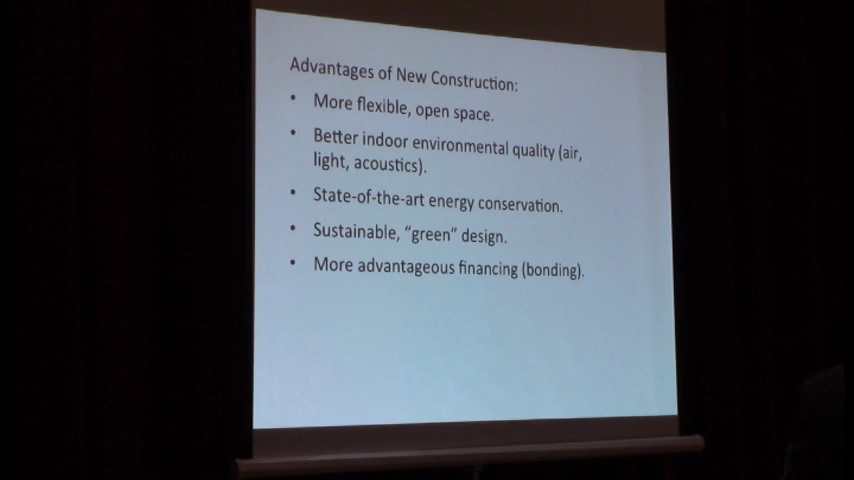 Advantages of New Construction:
• More flexible, open space.
• Better indoor environmental quality (air,
light, acoustics).
• State-of-the-art energy conservation.
• Sustainable, “green” design.
• More advantageous financing (bonding).